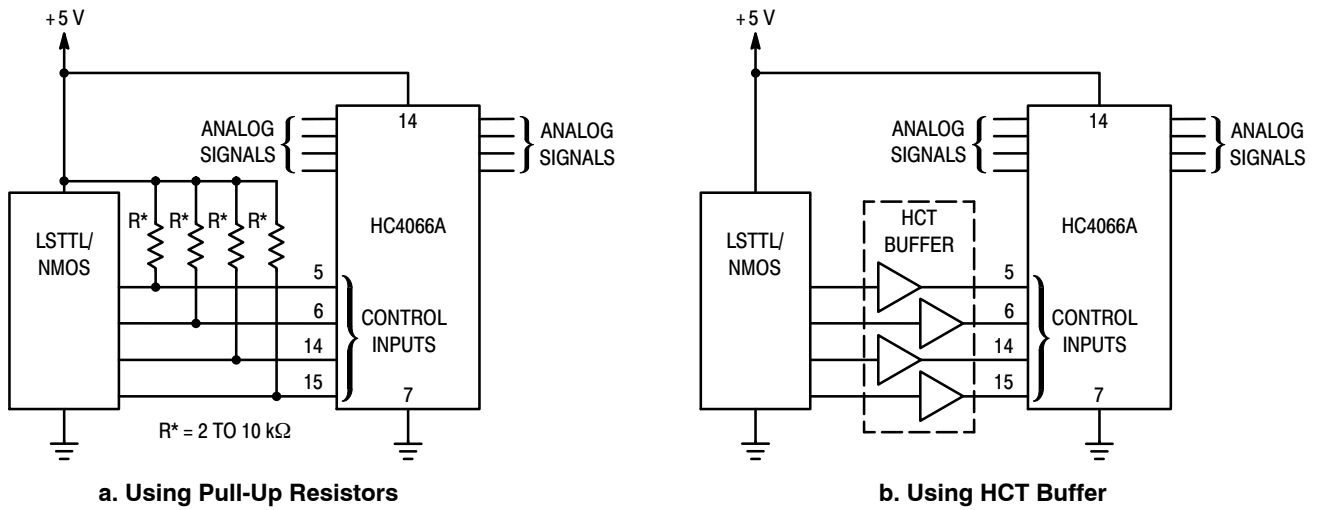 +5 V
ANALOG
SIGNALS
14
ANALOG
SIGNALS
R* R* R* R*
LSTTL/
NMOS
HC4066A
5
6
14
15
CONTROL
INPUTS
7
R* = 2 TO 10 kΩ
a. Using Pull-Up Resistors
+5 V
ANALOG
SIGNALS
14
ANALOG
SIGNALS
LSTTL/
NMOS
HCT
BUFFER
HC4066A
5
6
14
15
CONTROL
INPUTS
7
b. Using HCT Buffer